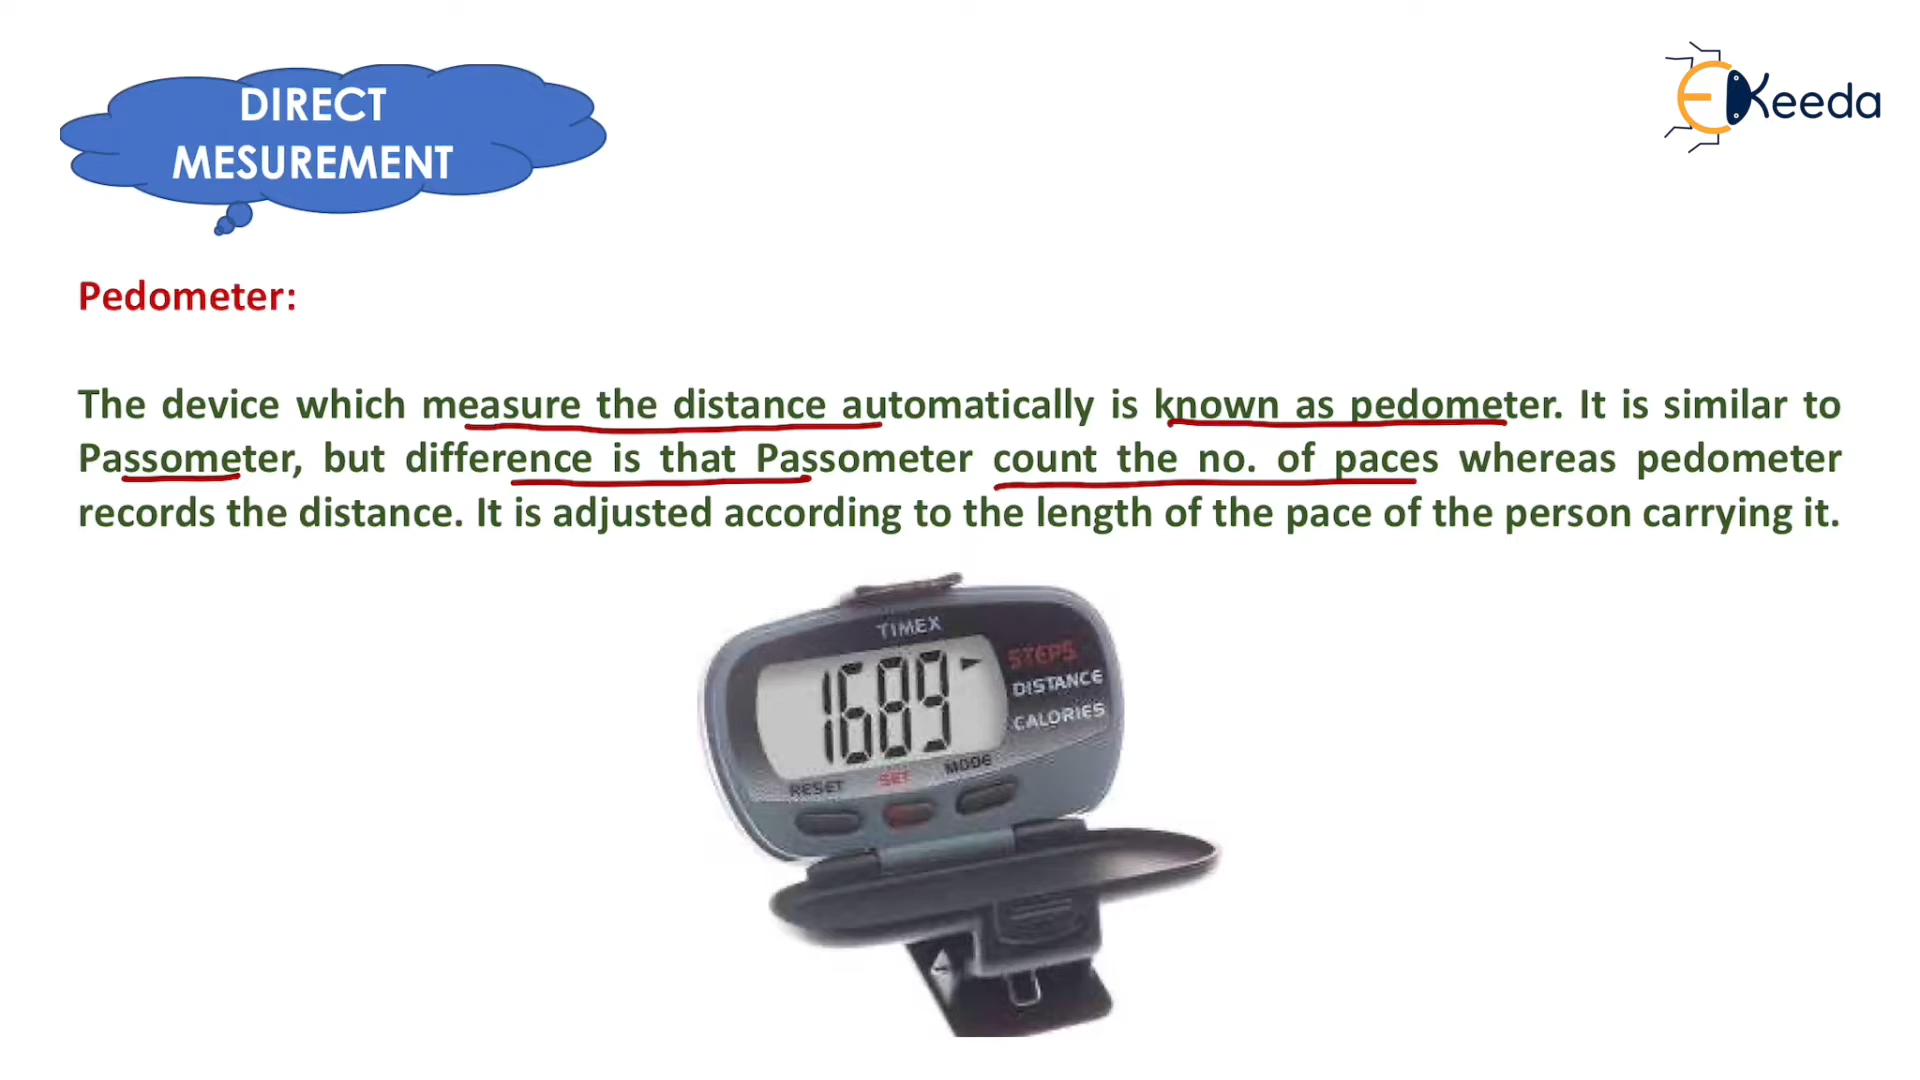 DIRECT
MESUREMENT
Keeda
Pedometer:
The device which measure the distance automatically is known as pedometer. It is similar to
Passometer, but difference is that Passometer count the no. of paces whereas pedometer
records the distance. It is adjusted according to the length of the pace of the person carrying it.
TIMEX
1689
STEPS
DISTANCE
CALORIES
RESET SET MODE